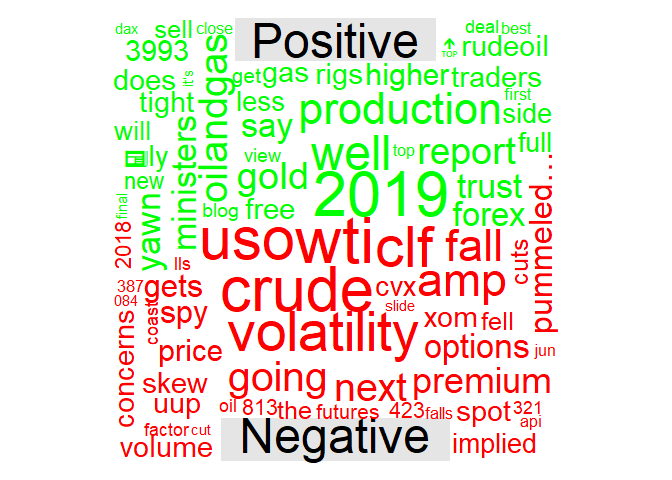 dax sell close Positive deal best
3993 TOP rudeoil
does it's get gas rigs higher traders
tight oilandgas less production first side
will say
ly ministers view well top report full
new gold 2019 trust
final yawn blog free forex
2018 lls uso wti clf fall cuts pummeled....
387 gets crude cvx amp
084 coast spy slide
concerns volatility xom fell
price options jun
skew going next premium
uup oil 813 the futures 423 falls spot 321
factor cut api
volume Negative implied